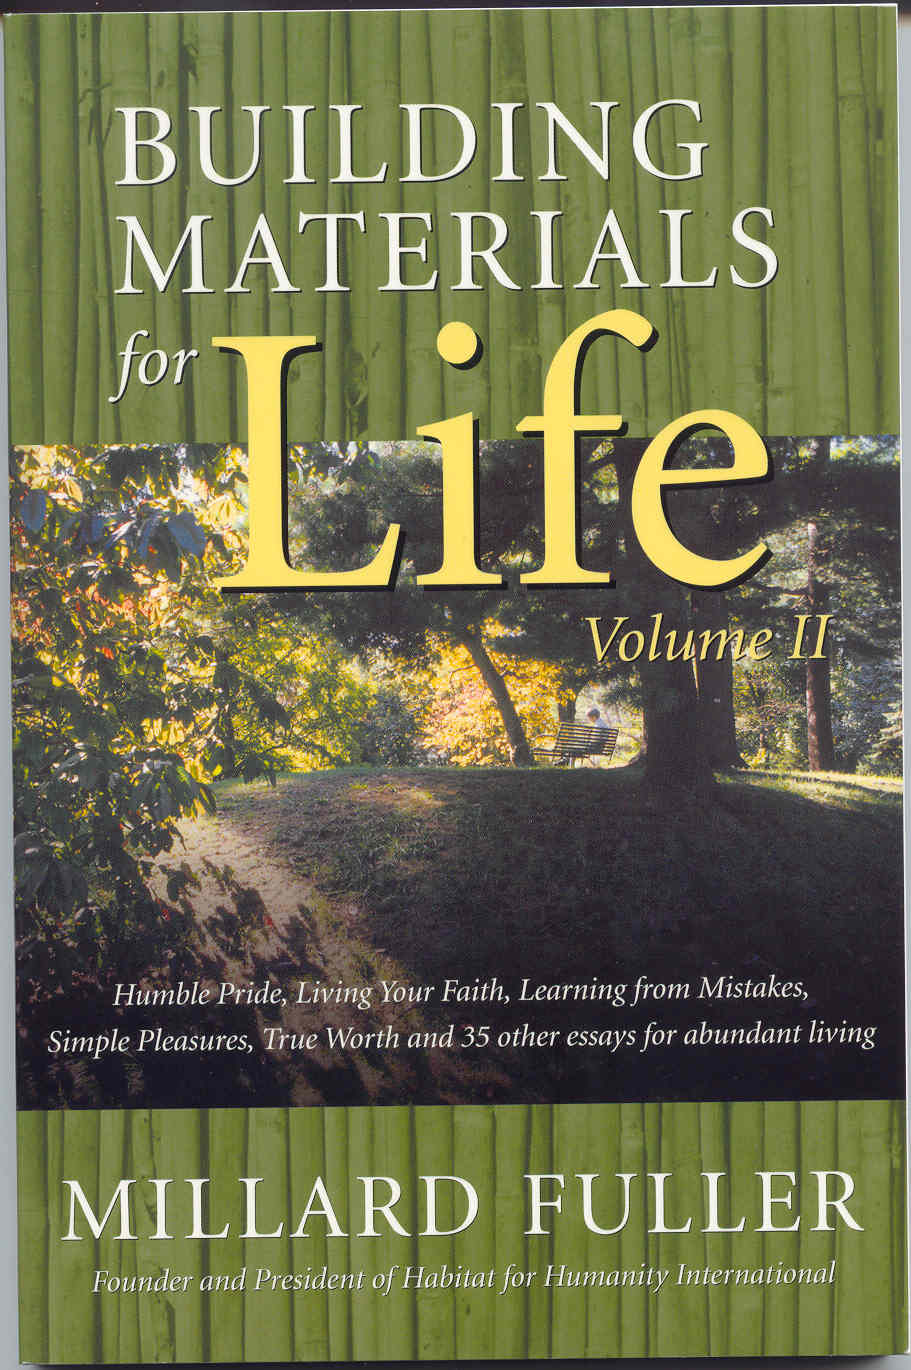 BUILDING
MATERIALS
for Life
Volume II
Humble Pride, Living Your Faith, Learning from Mistakes,
Simple Pleasures, True Worth and 35 other essays for abundant living
MILLARD FULLER
Founder and President of Habitat for Humanity International